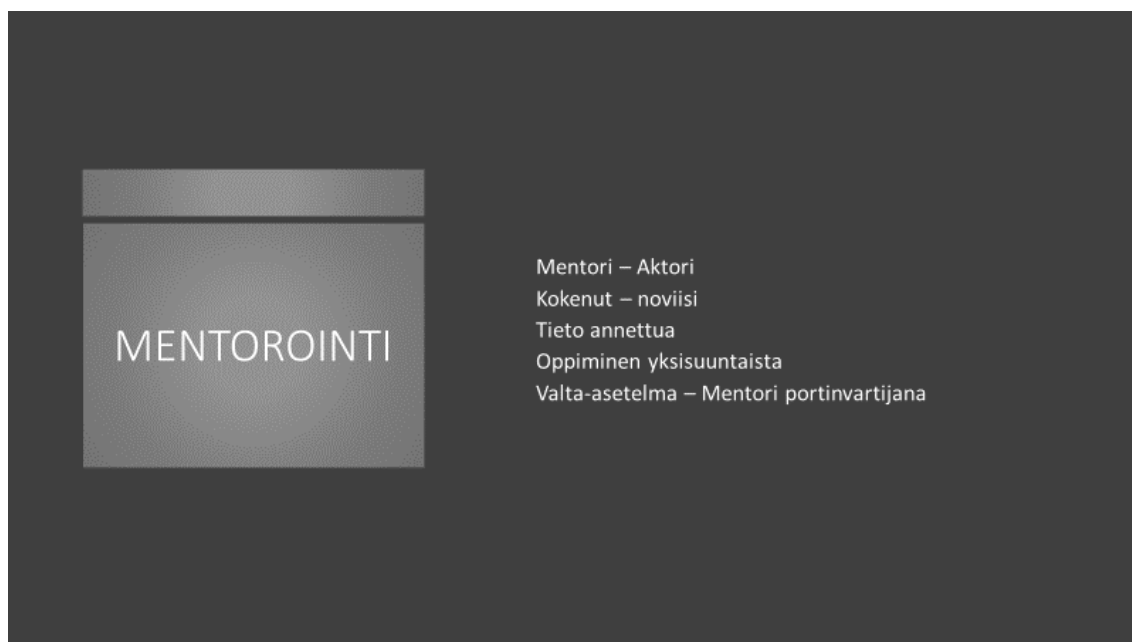 MENTOROINTI
Mentori – Aktori
Kokenut – noviisi
Tieto annettua
Oppiminen yksisuuntaista
Valta-asetelma – Mentori portinvartijana